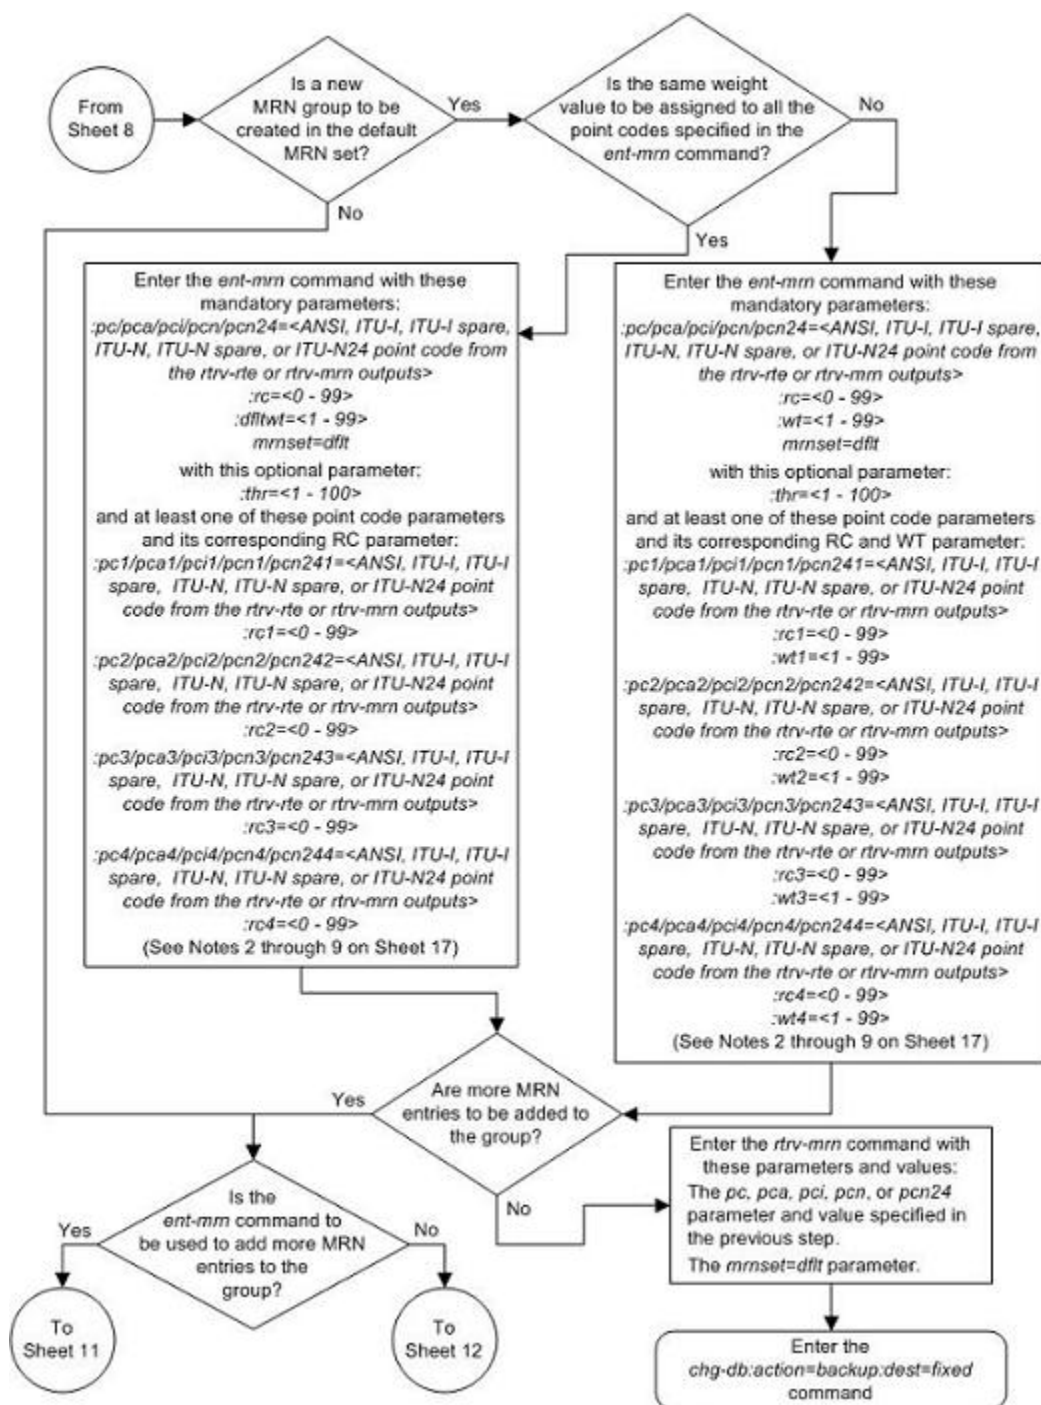 From
Sheet 8
Is a new
MRN group to be
created in the default
MRN set?
Yes
No
Is the same weight
value to be assigned to all the
point codes specified in the
ent-mrn command?
No
Yes
Enter the ent-mrn command with these
mandatory parameters:
:pc/pca/pci/pcn/pcn24=<ANSI, ITU-I, ITU-I spare,
ITU-N, ITU-N spare, or ITU-N24 point code from
the rtrv-rte or rtrv-mrn outputs>
:rc=<0 - 99>
:dfltwt=<1 - 99>
mrnset=dflt
with this optional parameter:
:thr=<1 - 100>
and at least one of these point code parameters
and its corresponding RC parameter:
:pc1/pca1/pci1/pcn1/pcn241=<ANSI, ITU-I, ITU-I
spare, ITU-N, ITU-N spare, or ITU-N24 point
code from the rtrv-rte or rtrv-mrn outputs>
:rc1=<0 - 99>
:pc2/pca2/pci2/pcn2/pcn242=<ANSI, ITU-I, ITU-I
spare, ITU-N, ITU-N spare, or ITU-N24 point
code from the rtrv-rte or rtrv-mrn outputs>
:rc2=<0 - 99>
:pc3/pca3/pci3/pcn3/pcn243=<ANSI, ITU-I, ITU-I
spare, ITU-N, ITU-N spare, or ITU-N24 point
code from the rtrv-rte or rtrv-mrn outputs>
:rc3=<0 - 99>
:pc4/pca4/pci4/pcn4/pcn244=<ANSI, ITU-I, ITU-I
spare, ITU-N, ITU-N spare, or ITU-N24 point
code from the rtrv-rte or rtrv-mrn outputs>
:rc4=<0 - 99>
(See Notes 2 through 9 on Sheet 17)
Enter the ent-mrn command with these
mandatory parameters:
:pc/pca/pci/pcn/pcn24=<ANSI, ITU-I, ITU-I spare,
ITU-N, ITU-N spare, or ITU-N24 point code from
the rtrv-rte or rtrv-mrn outputs>
:rc=<0 - 99>
:wt=<1 - 99>
mrnset=dflt
with this optional parameter:
:thr=<1 - 100>
and at least one of these point code parameters
and its corresponding RC and WT parameter:
:pc1/pca1/pci1/pcn1/pcn241=<ANSI, ITU-I, ITU-I
spare, ITU-N, ITU-N spare, or ITU-N24 point
code from the rtrv-rte or rtrv-mrn outputs>
:rc1=<0 - 99>
:wt1=<1 - 99>
:pc2/pca2/pci2/pcn2/pcn242=<ANSI, ITU-I, ITU-I
spare, ITU-N, ITU-N spare, or ITU-N24 point
code from the rtrv-rte or rtrv-mrn outputs>
:rc2=<0 - 99>
:wt2=<1 - 99>
:pc3/pca3/pci3/pcn3/pcn243=<ANSI, ITU-I, ITU-I
spare, ITU-N, ITU-N spare, or ITU-N24 point
code from the rtrv-rte or rtrv-mrn outputs>
:rc3=<0 - 99>
:wt3=<1 - 99>
:pc4/pca4/pci4/pcn4/pcn244=<ANSI, ITU-I, ITU-I
spare, ITU-N, ITU-N spare, or ITU-N24 point
code from the rtrv-rte or rtrv-mrn outputs>
:rc4=<0 - 99>
:wt4=<1 - 99>
(See Notes 2 through 9 on Sheet 17)
Are more MRN
entries to be added to
the group?
Yes
No
Is the
ent-mrn command to
be used to add more MRN
entries to the
group?
Yes
No
To
Sheet 11
To
Sheet 12
Enter the rtrv-mrn command with
these parameters and values:
The pc, pca, pci, pcn, or pcn24
parameter and value specified in
the previous step.
The mrnset=dflt parameter.
Enter the
chg-db:action=backup:dest=fixed
command